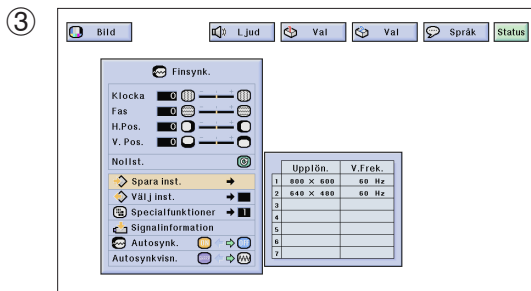 3
Bild Ljud Val Val Språk Status
Finsynk.
Klocka 0
Fas 0
H.Pos. 0
V. Pos. 0
Nollst.
Spara inst.
Välj inst.
Specialfunktioner 1
Signalinformation
Autosynk.
Autosynkvisn.
Upplön. V.Frek.
1 800 X 600 60 Hz
2 640 X 480 60 Hz
3
4
5
6
7